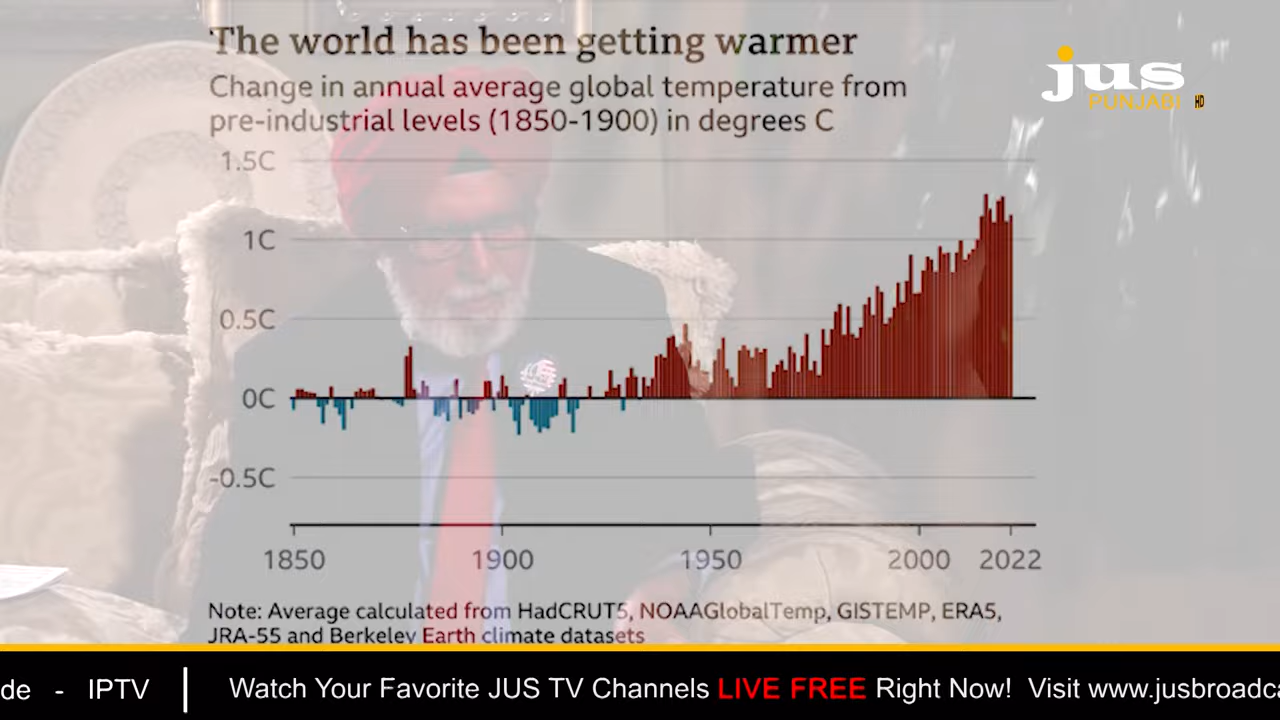 The world has been getting warmer
Change in annual average global temperature from
pre-industrial levels (1850-1900) in degrees C
jus
PUNJABI HD
1.5C
1C
0.5C
0C
-0.5C
1850 1900 1950 2000 2022
Note: Average calculated from HadCRUT5, NOAAGlobalTemp, GISTEMP, ERA5,
JRA-55 and Berkeley Earth climate datasets
de - IPTV | Watch Your Favorite JUS TV Channels LIVE FREE Right Now! Visit www.jusbroadca